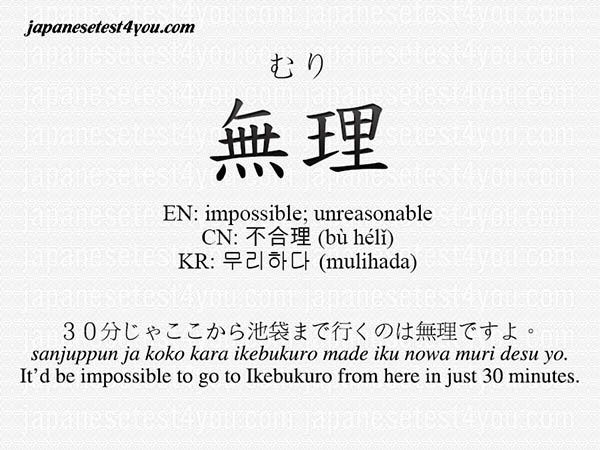 japanesetest4you.com
むり
無理
EN: impossible; unreasonable
CN: 不合理 (bù hélǐ)
KR: 무리하다 (mulihada)
３０分じゃここから池袋まで行くのは無理ですよ。
sanjuppun ja koko kara ikebukuro made iku nowa muri desu yo.
It’d be impossible to go to Ikebukuro from here in just 30 minutes.